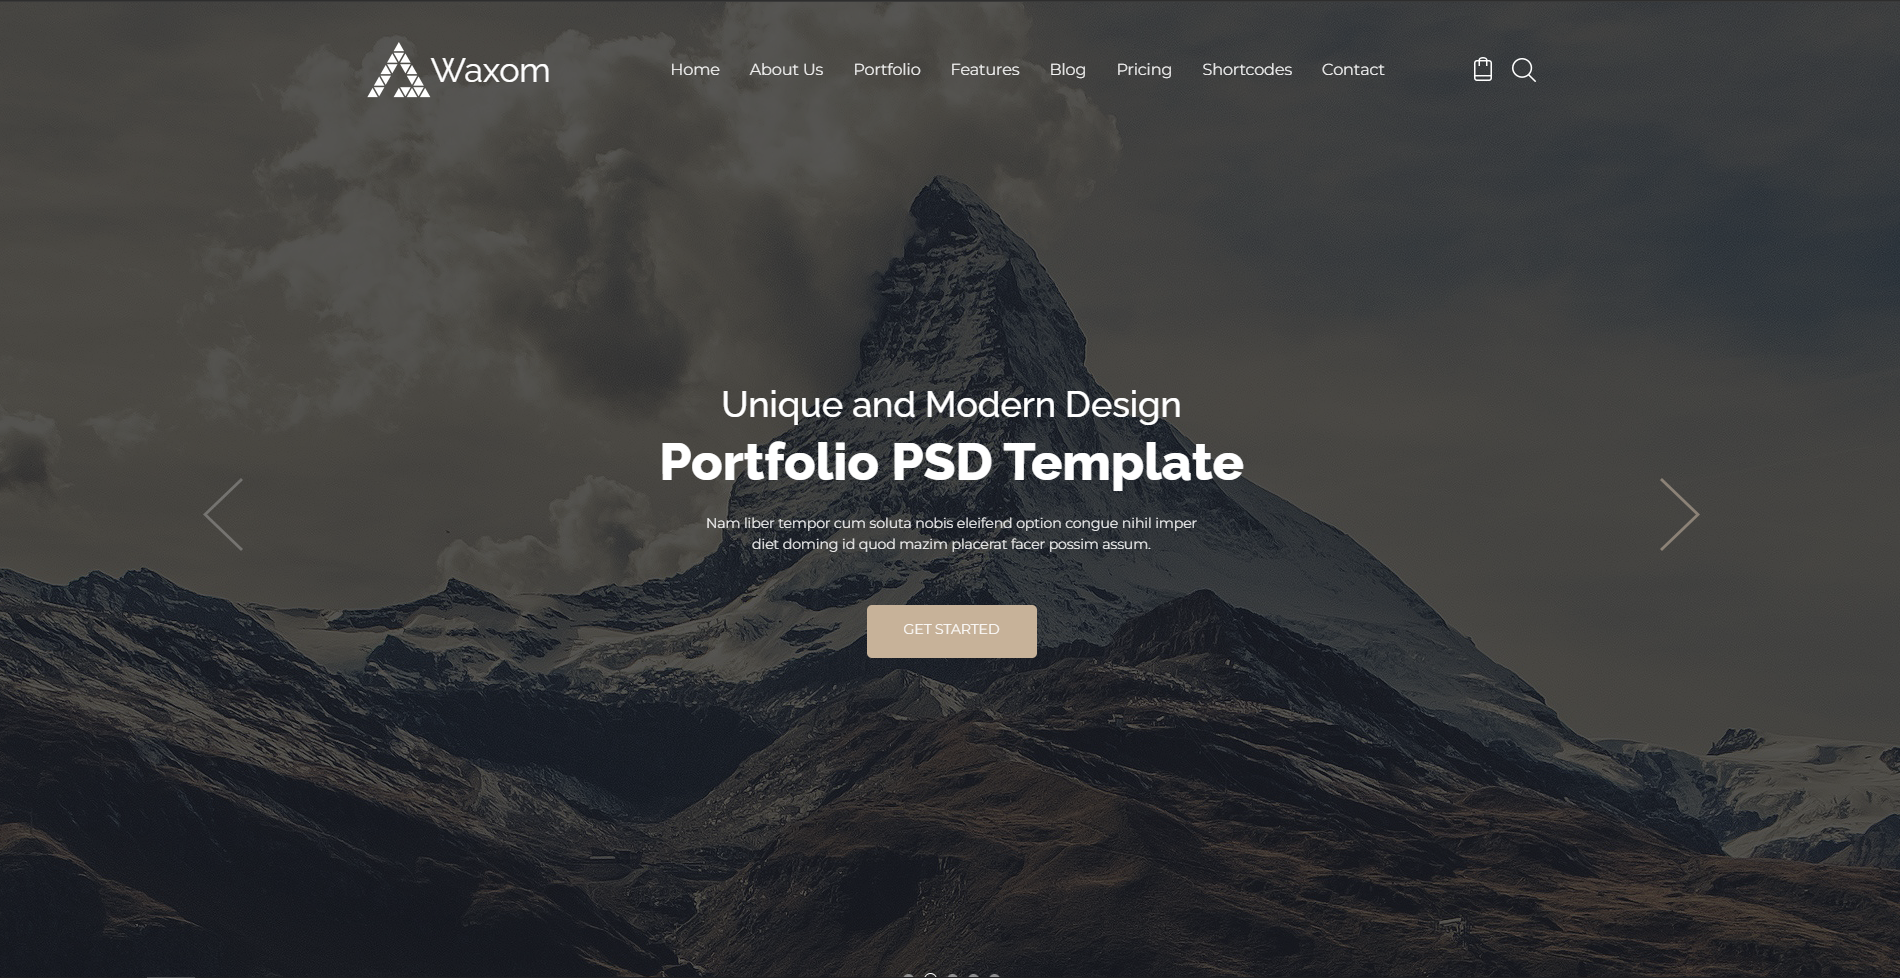 Waxom
Home About Us Portfolio Features Blog Pricing Shortcodes Contact
Unique and Modern Design
Portfolio PSD Template
Nam liber tempor cum soluta nobis eleifend option congue nihil imper
diet doming id quod mazim placerat facer possim assum.
GET STARTED